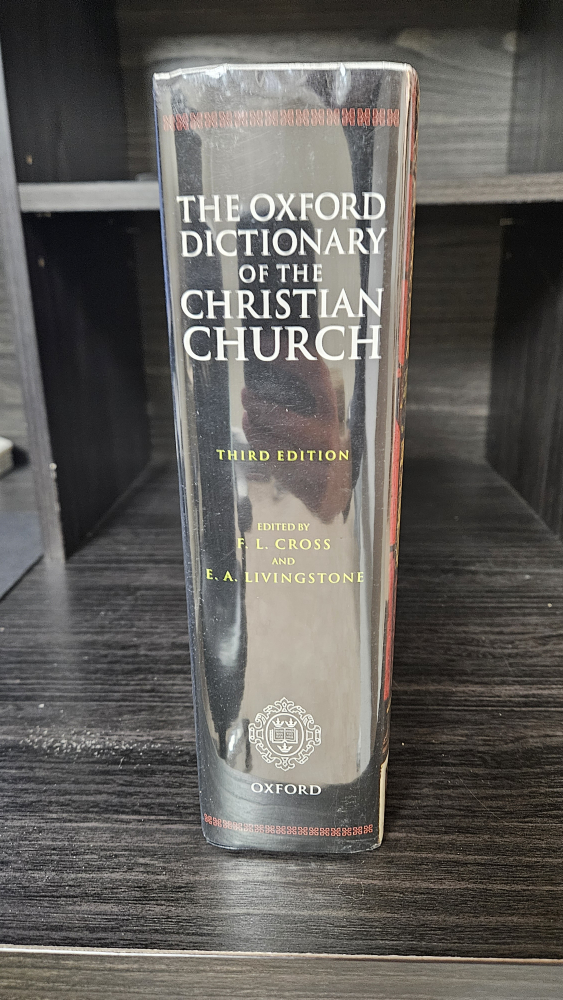 THE OXFORD
DICTIONARY
OF THE
CHRISTIAN
CHURCH
THIRD EDITION
EDITED BY
F. L. CROSS
AND
E. A. LIVINGSTONE
OXFORD